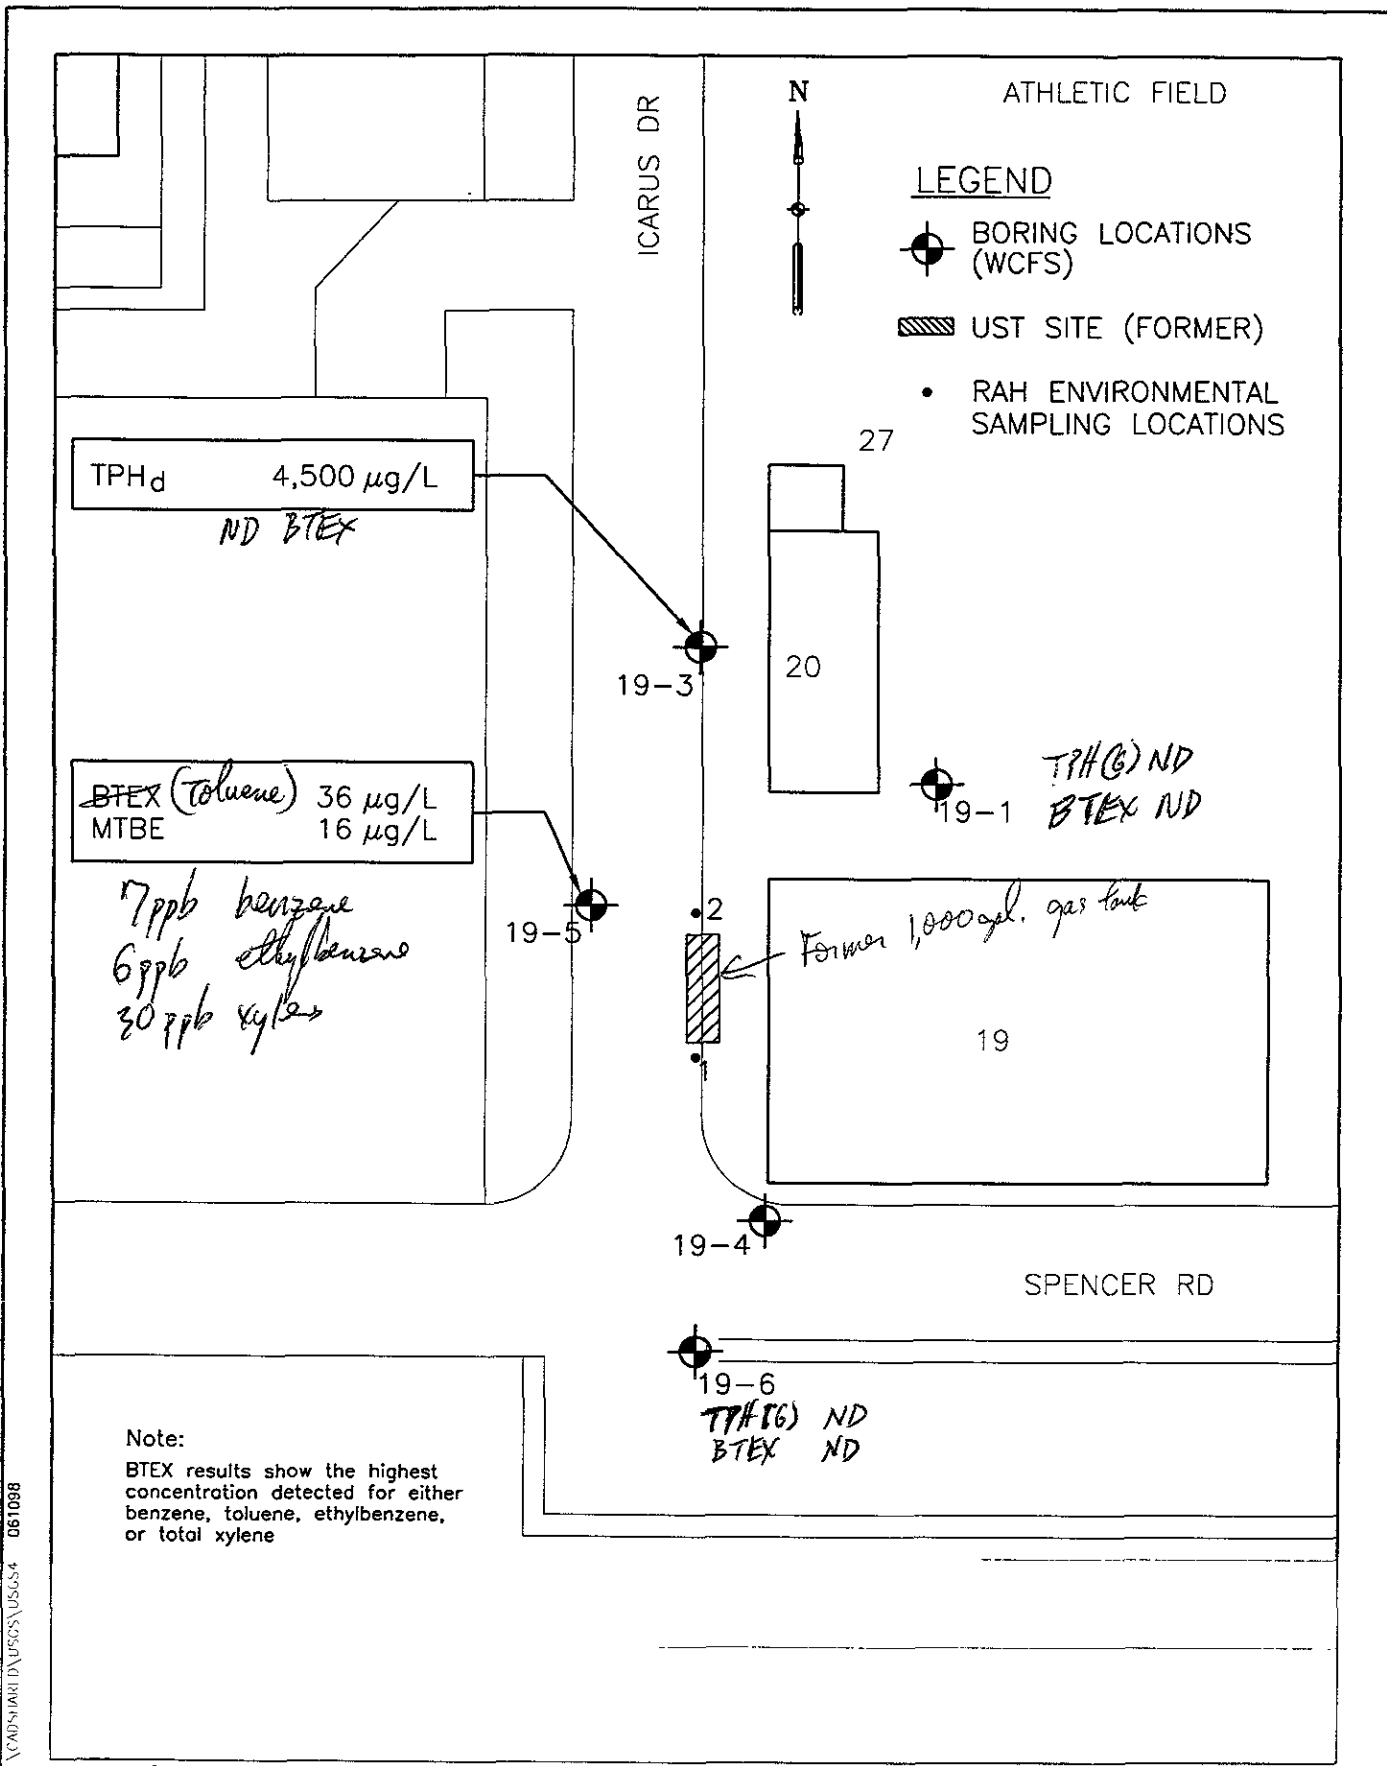 ATHLETIC FIELD
N
ICARUS DR
LEGEND
BORING LOCATIONS
(WCFS)
UST SITE (FORMER)
RAH ENVIRONMENTAL
SAMPLING LOCATIONS
27
TPHd 4,500 µg/L
ND BTEX
20
19-3
TPH(G) ND
BTEX ND
19-1
BTEX (Toluene) 36 µg/L
MTBE 16 µg/L
7ppb benzene
6ppb ethylbenzene
30 ppb xylenes
19-5
2
Former 1,000 gal. gas tank
19
1
19-4
SPENCER RD
19-6
TPH(G) ND
BTEX ND
Note:
BTEX results show the highest
concentration detected for either
benzene, toluene, ethylbenzene,
or total xylene
061098